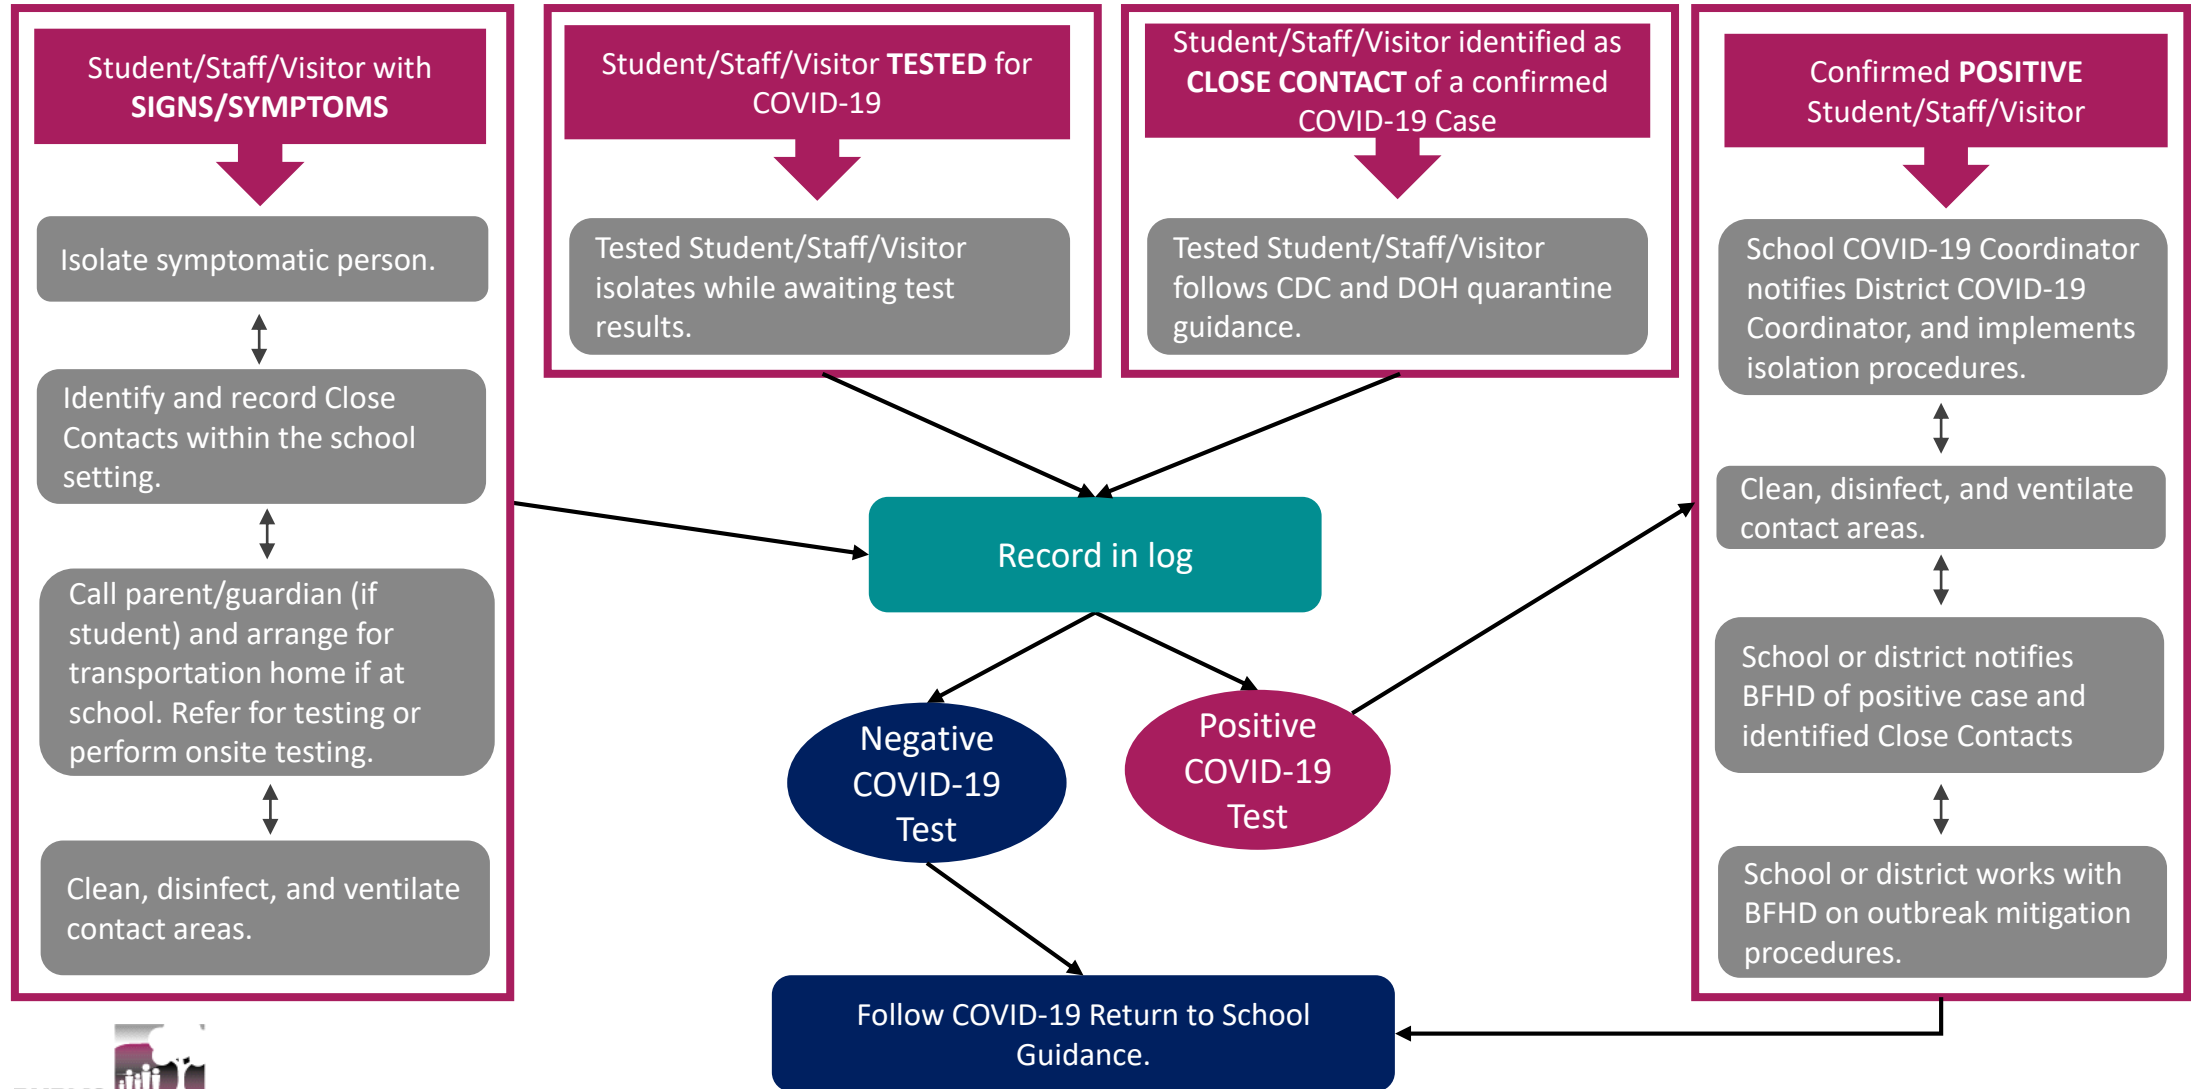 Student/Staff/Visitor with
SIGNS/SYMPTOMS
Isolate symptomatic person.
Identify and record Close
Contacts within the school
setting.
Call parent/guardian (if
student) and arrange for
transportation home if at
school. Refer for testing or
perform onsite testing.
Clean, disinfect, and ventilate
contact areas.
Student/Staff/Visitor TESTED for
COVID-19
Tested Student/Staff/Visitor
isolates while awaiting test
results.
Student/Staff/Visitor identified as
CLOSE CONTACT of a confirmed
COVID-19 Case
Tested Student/Staff/Visitor
follows CDC and DOH quarantine
guidance.
Record in log
Negative
COVID-19
Test
Positive
COVID-19
Test
Follow COVID-19 Return to School
Guidance.
Confirmed POSITIVE
Student/Staff/Visitor
School COVID-19 Coordinator
notifies District COVID-19
Coordinator, and implements
isolation procedures.
Clean, disinfect, and ventilate
contact areas.
School or district notifies
BFHD of positive case and
identified Close Contacts
School or district works with
BFHD on outbreak mitigation
procedures.